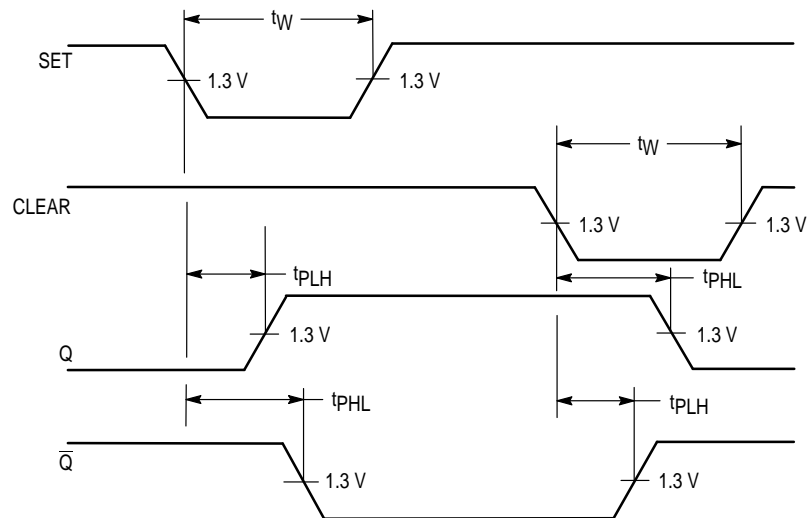 tW
SET
1.3 V
1.3 V
tW
CLEAR
1.3 V
1.3 V
tPLH
tPHL
1.3 V
1.3 V
Q
tPHL
tPLH
Q̅
1.3 V
1.3 V